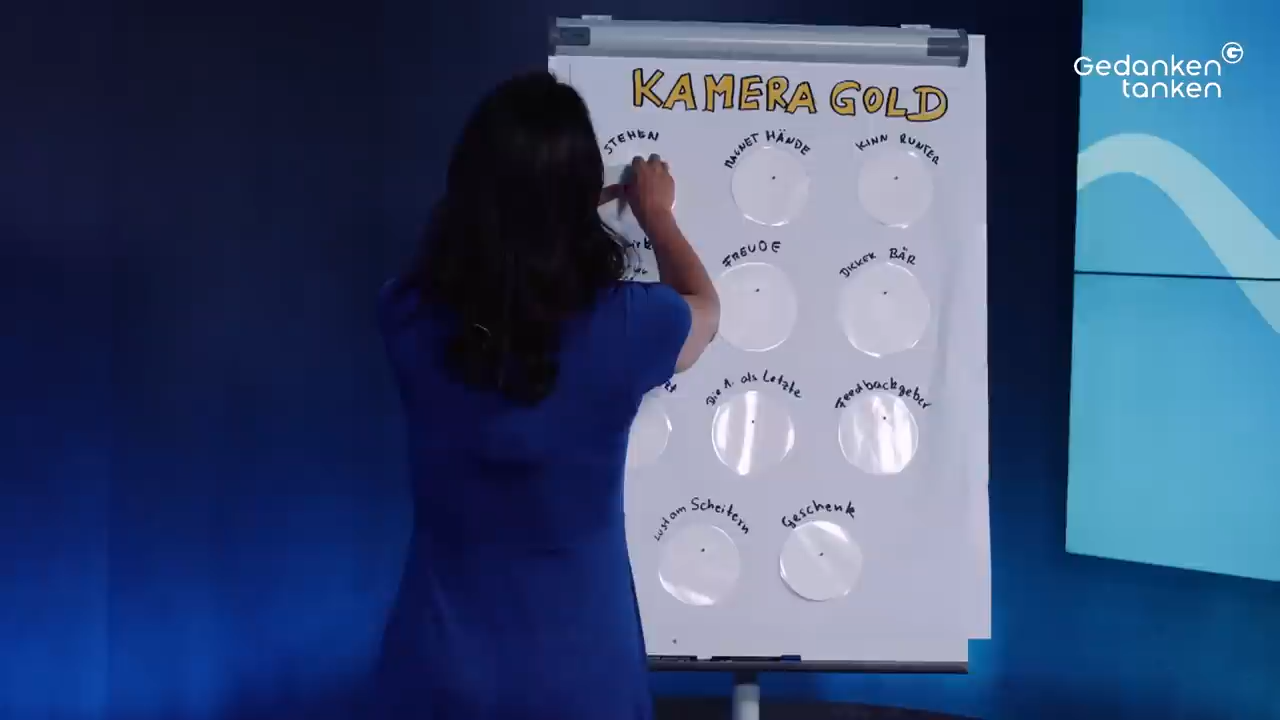 Gedanken
tanken
KAMERA GOLD
STEHEN
MAGNET HÄNDE
KINN RUNTER
FREUDE
DICKER BÄR
Die 1. als Letzte
Feedbackgeber
Lust am Scheitern
Geschenk